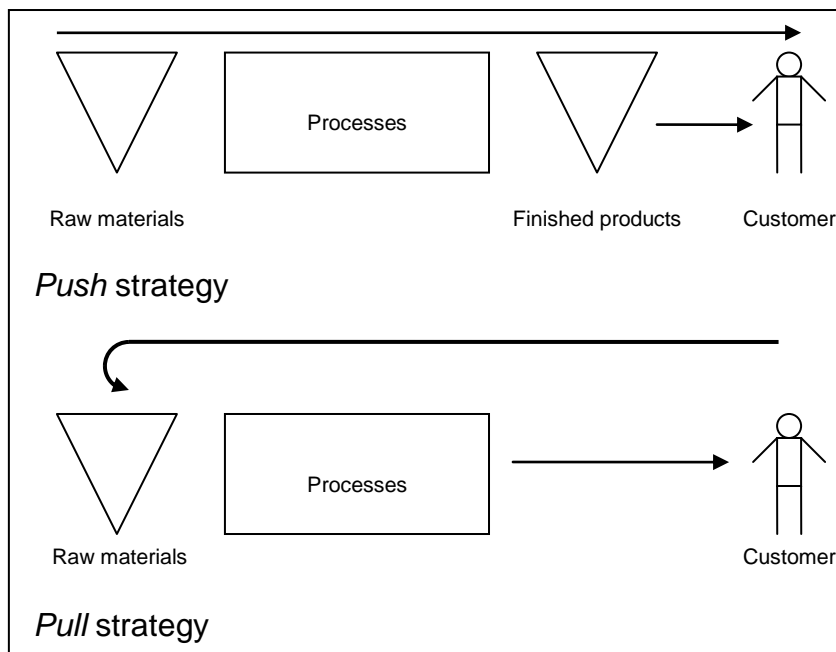 Processes
Raw materials Finished products Customer
Push strategy
Processes
Raw materials Customer
Pull strategy